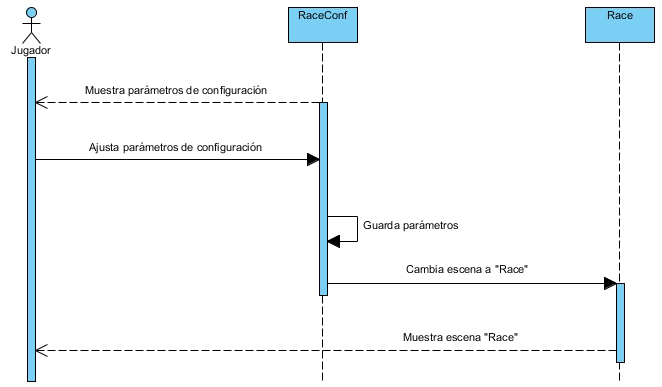 RaceConf
Race
Jugador
Muestra parámetros de configuración
Ajusta parámetros de configuración
Guarda parámetros
Cambia escena a "Race"
Muestra escena "Race"